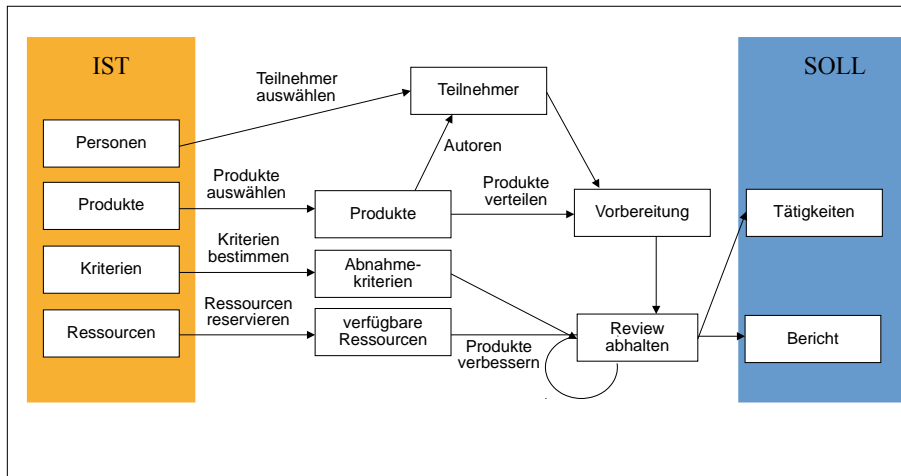 IST
SOLL
Teilnehmer
auswählen
Teilnehmer
Personen
Autoren
Produkte
auswählen
Produkte
verteilen
Produkte
Produkte
Vorbereitung
Tätigkeiten
Kriterien
bestimmen
Kriterien
Abnahme-
kriterien
Ressourcen
reservieren
Ressourcen
verfügbare
Ressourcen
Produkte
verbessern
Review
abhalten
Bericht